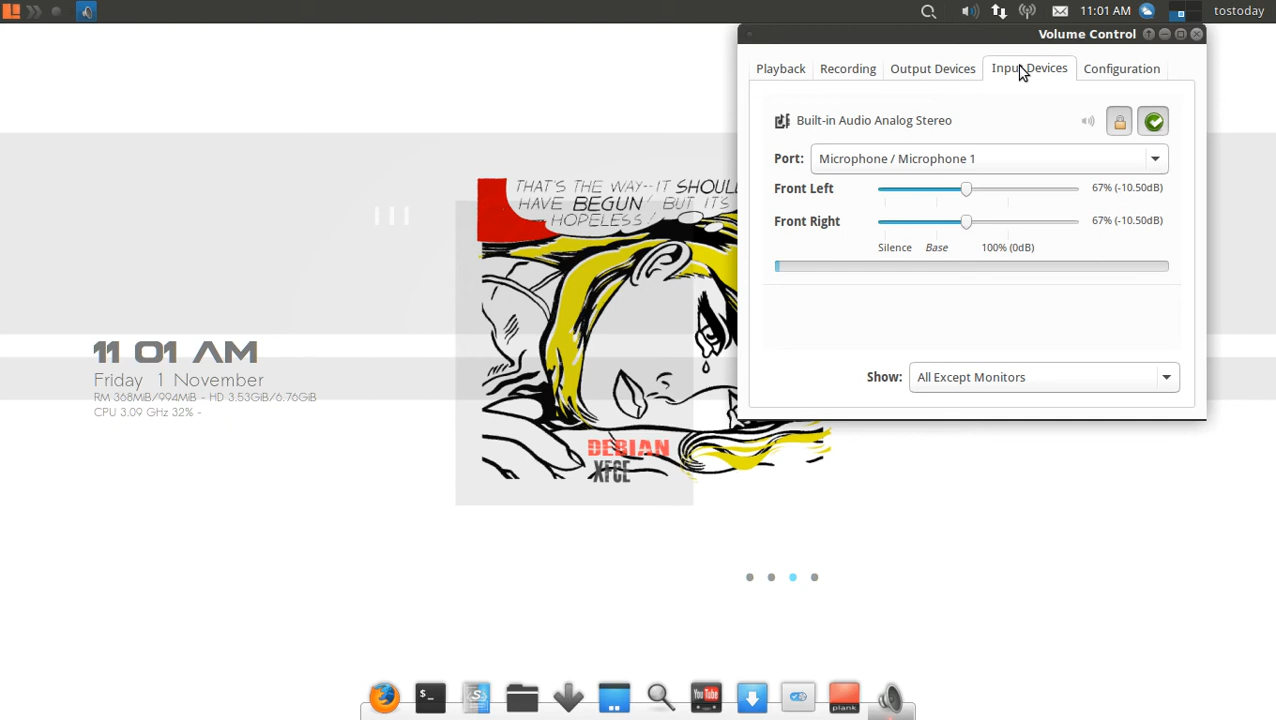 11:01 AM
tostoday
Volume Control
Playback
Recording
Output Devices
Input Devices
Configuration
Built-in Audio Analog Stereo
Port:
Microphone / Microphone 1
Front Left
67% (-10.50dB)
Front Right
67% (-10.50dB)
Silence
Base
100% (0dB)
Show:
All Except Monitors
THAT'S THE WAY--IT SHOULD
HAVE BEGUN! BUT IT'S
HOPELESS!
11 01 AM
Friday 1 November
RM 368MiB/994MiB - HD 3.53GiB/6.76GiB
CPU 3.09 GHz 32% -
DEBIAN
XFCE
$_
S
You Tube
plank